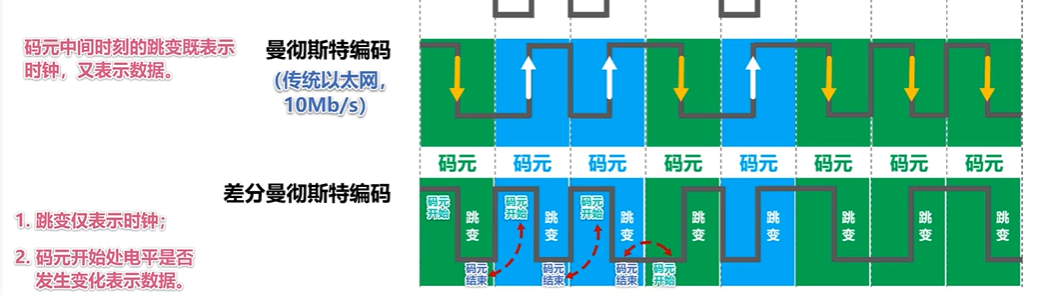 码元中间时刻的跳变既表示
时钟，又表示数据。
曼彻斯特编码
(传统以太网，
10Mb/s)
码元 码元 码元 码元 码元 码元 码元 码元
差分曼彻斯特编码
1. 跳变仅表示时钟；
2. 码元开始处电平是否
发生变化表示数据。
码元
开始
跳
变
码元
结束
码元
开始
跳
变
码元
结束
码元
开始
跳
变
码元
结束
码元
开始
跳
变
跳
变
跳
变
跳
变
跳
变